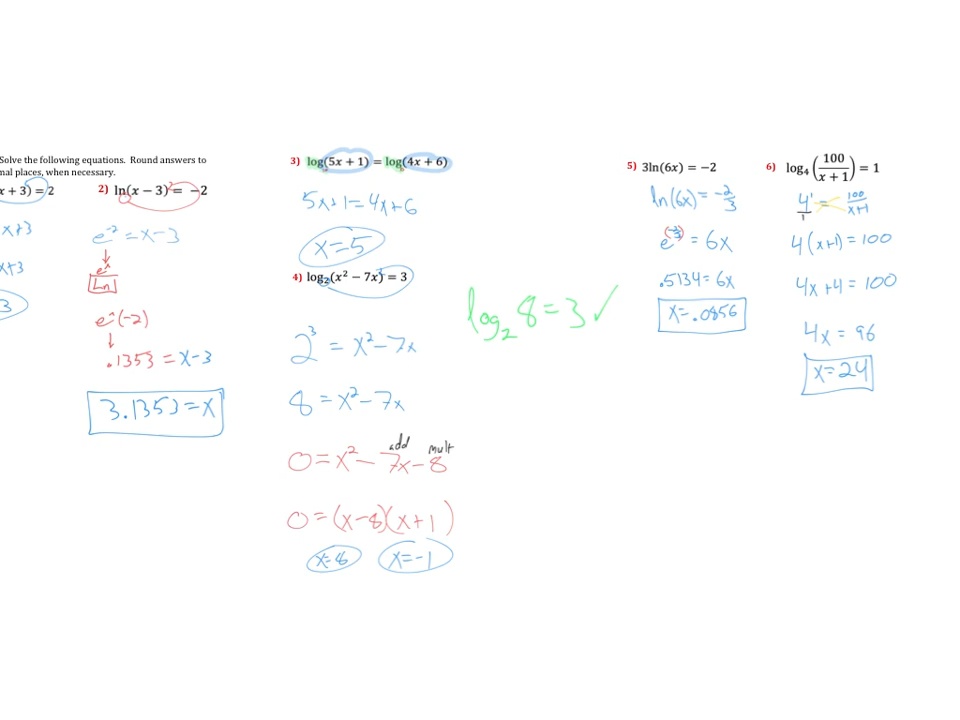 Solve the following equations. Round answers to
mal places, when necessary.
x + 3) = 2
x+3
x+3
3
2) ln(x − 3) = −2
e^-2 = x-3
e^x
Ln
e^(-2)
.1353 = x-3
3.1353 = x
3) log(5x + 1) = log(4x + 6)
5x+1=4x+6
x=5
4) log₂(x² − 7x) = 3
2³ = x²-7x
8 = x²-7x
add mult
0=x²-7x-8
0=(x-8)(x+1)
x=8 x=-1
log₂ 8=3 ✓
5) 3ln(6x) = −2
ln(6x)=-2/3
e^(-2/3) = 6x
.5134=6x
x=.0856
6) log₄(100/(x + 1)) = 1
4¹/1 = 100/x+1
4(x+1)=100
4x+4=100
4x=96
x=24